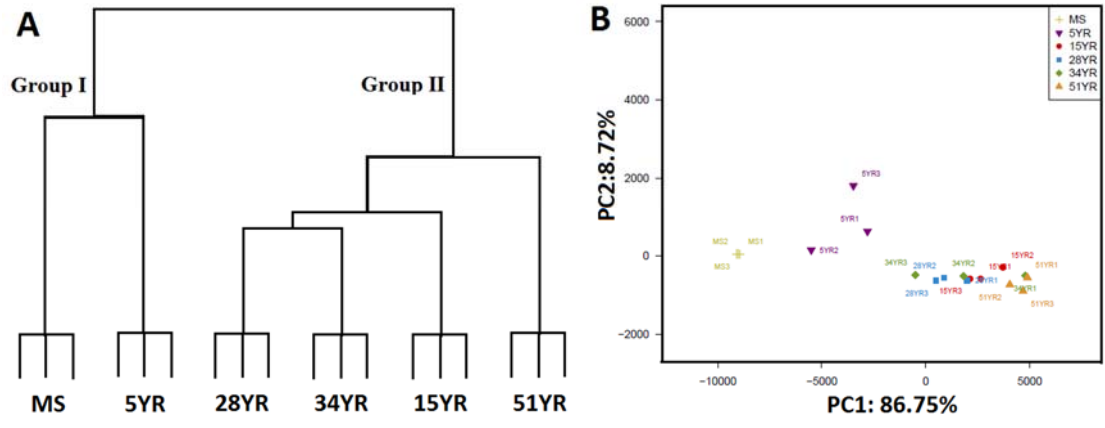 A
Group I
Group II
MS
5YR
28YR
34YR
15YR
51YR
B
6000
4000
2000
0
−2000
PC2:8.72%
MS
5YR
15YR
28YR
34YR
51YR
5YR3
5YR1
5YR2
MS2
MS1
MS3
34YR3
28YR2
34YR2
15YR1
15YR2
51YR1
28YR3
15YR3
28YR1
34YR1
51YR2
51YR3
−10000
−5000
0
5000
PC1: 86.75%